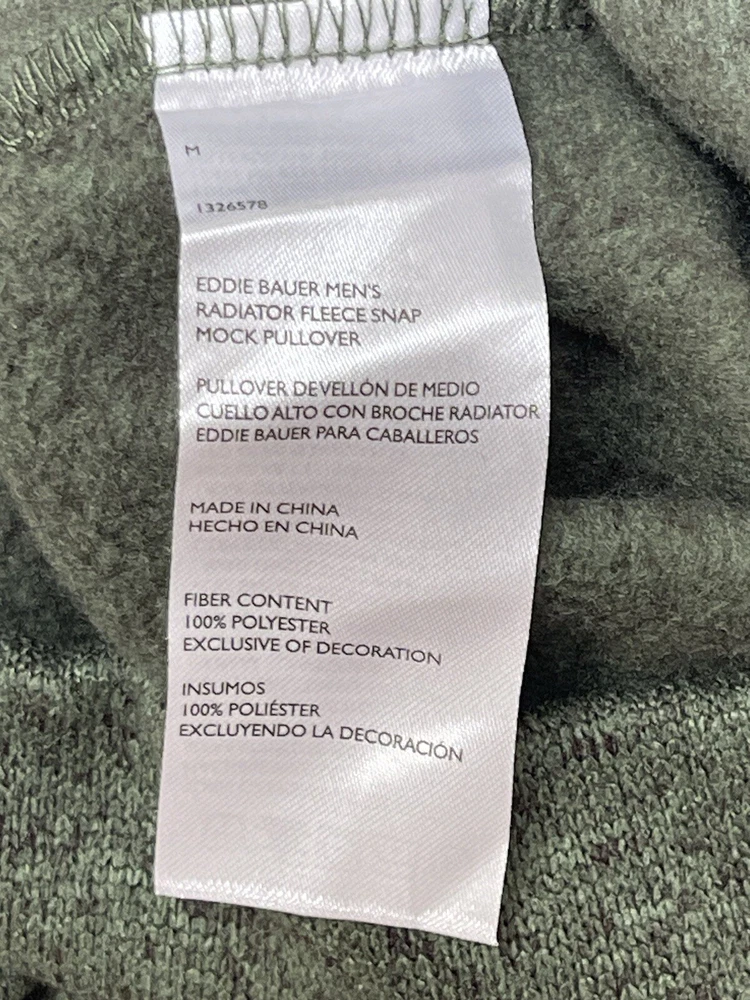 M
1326578
EDDIE BAUER MEN'S
RADIATOR FLEECE SNAP
MOCK PULLOVER
PULLOVER DE VELLÓN DE MEDIO
CUELLO ALTO CON BROCHE RADIATOR
EDDIE BAUER PARA CABALLEROS
MADE IN CHINA
HECHO EN CHINA
FIBER CONTENT
100% POLYESTER
EXCLUSIVE OF DECORATION
INSUMOS
100% POLIÉSTER
EXCLUYENDO LA DECORACIÓN